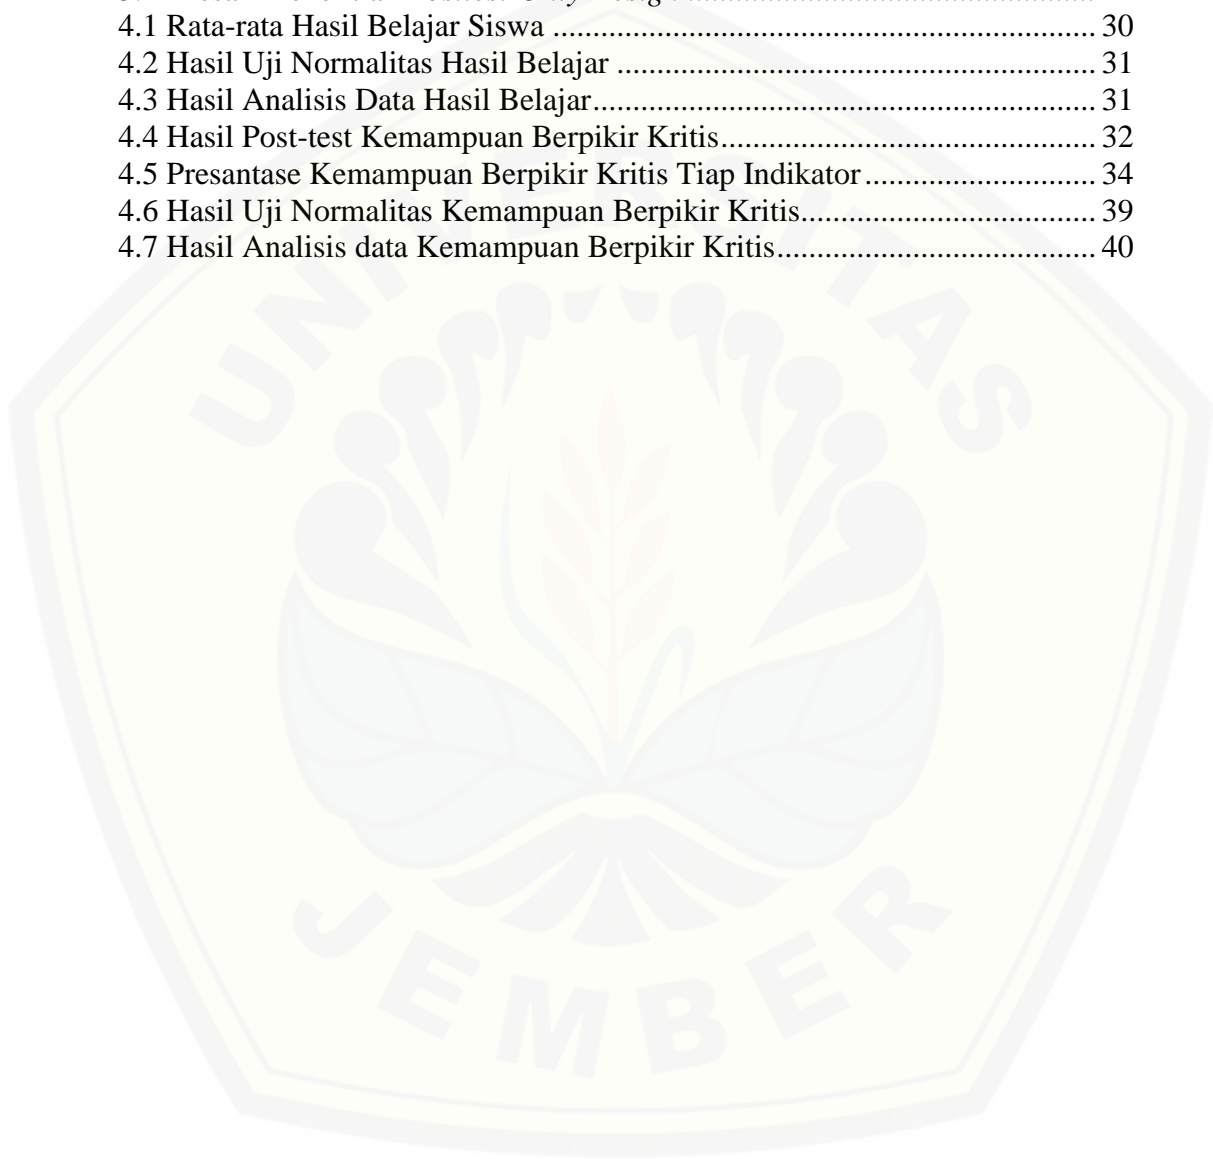 4.1 Rata-rata Hasil Belajar Siswa ........................................................................ 30
4.2 Hasil Uji Normalitas Hasil Belajar ................................................................ 31
4.3 Hasil Analisis Data Hasil Belajar................................................................... 31
4.4 Hasil Post-test Kemampuan Berpikir Kritis................................................... 32
4.5 Presantase Kemampuan Berpikir Kritis Tiap Indikator ................................. 34
4.6 Hasil Uji Normalitas Kemampuan Berpikir Kritis......................................... 39
4.7 Hasil Analisis data Kemampuan Berpikir Kritis............................................ 40
UNIVERSITAS
JEMBER